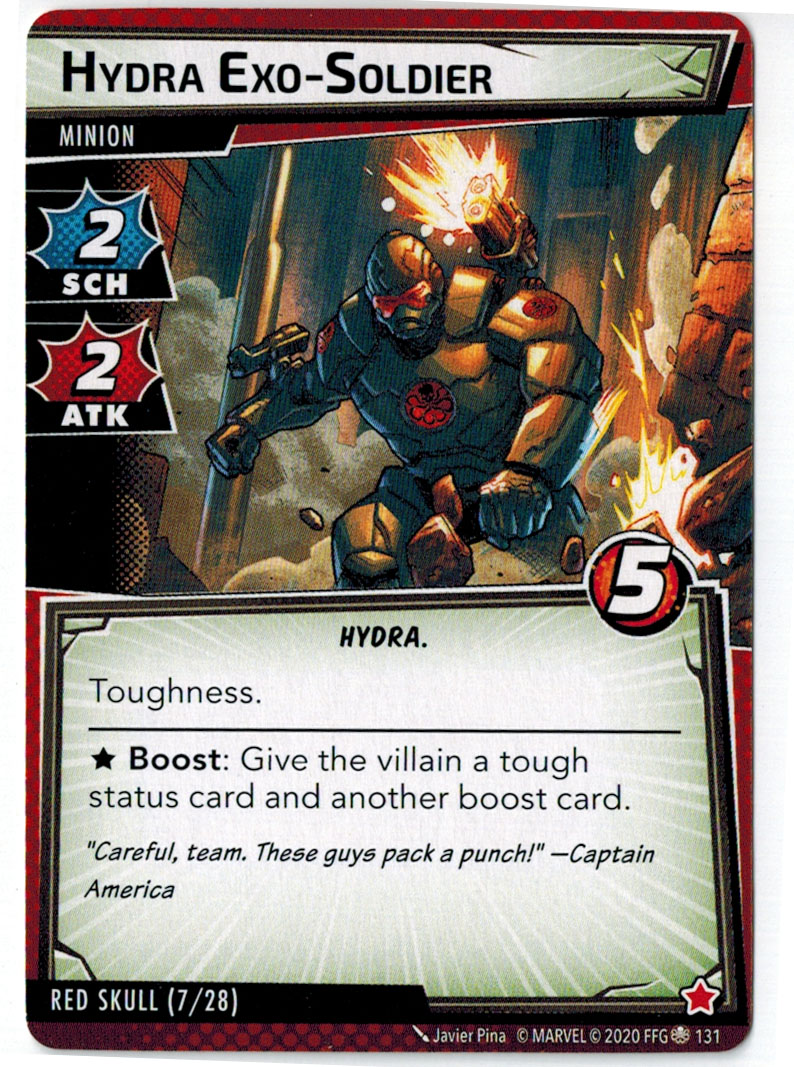 HYDRA EXO-SOLDIER
MINION
2
SCH
2
ATK
5
HYDRA.
Toughness.
★ Boost: Give the villain a tough
status card and another boost card.
"Careful, team. These guys pack a punch!" —Captain
America
RED SKULL (7/28)
Javier Pina © MARVEL © 2020 FFG 131